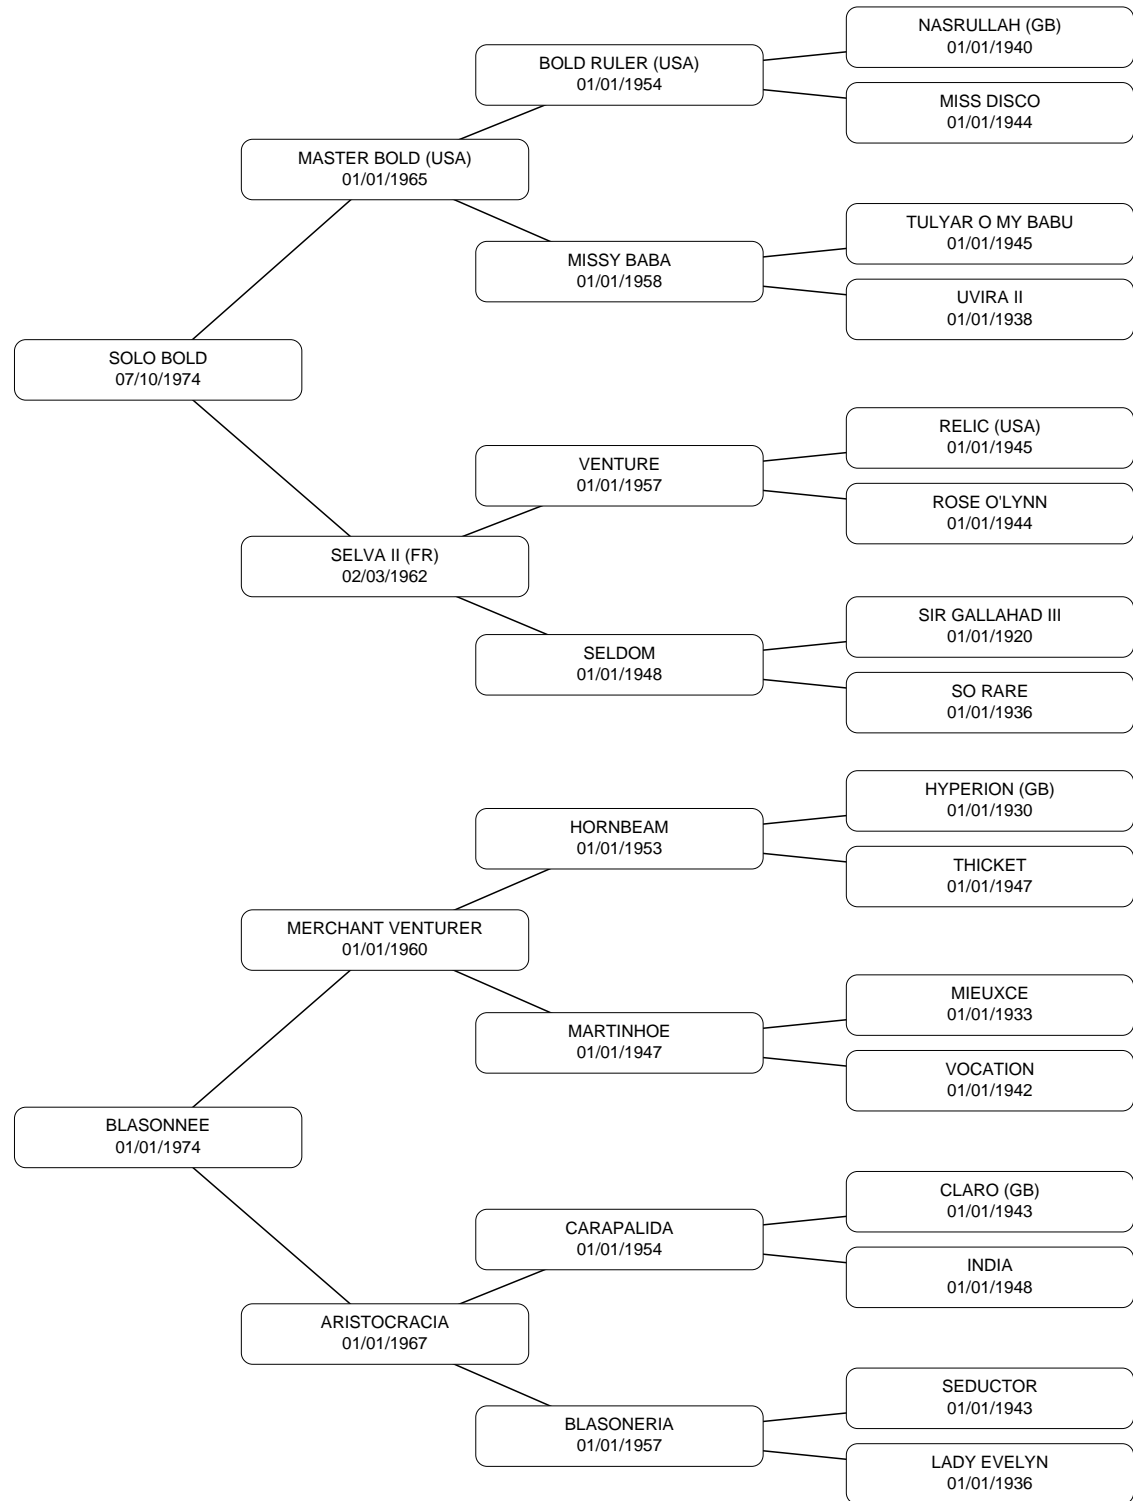 NASRULLAH (GB)
01/01/1940
BOLD RULER (USA)
01/01/1954
MISS DISCO
01/01/1944
MASTER BOLD (USA)
01/01/1965
TULYAR O MY BABU
01/01/1945
MISSY BABA
01/01/1958
UVIRA II
01/01/1938
SOLO BOLD
07/10/1974
RELIC (USA)
01/01/1945
VENTURE
01/01/1957
ROSE O'LYNN
01/01/1944
SELVA II (FR)
02/03/1962
SIR GALLAHAD III
01/01/1920
SELDOM
01/01/1948
SO RARE
01/01/1936
HYPERION (GB)
01/01/1930
HORNBEAM
01/01/1953
THICKET
01/01/1947
MERCHANT VENTURER
01/01/1960
MIEUXCE
01/01/1933
MARTINHOE
01/01/1947
VOCATION
01/01/1942
BLASONNEE
01/01/1974
CLARO (GB)
01/01/1943
CARAPALIDA
01/01/1954
INDIA
01/01/1948
ARISTOCRACIA
01/01/1967
SEDUCTOR
01/01/1943
BLASONERIA
01/01/1957
LADY EVELYN
01/01/1936